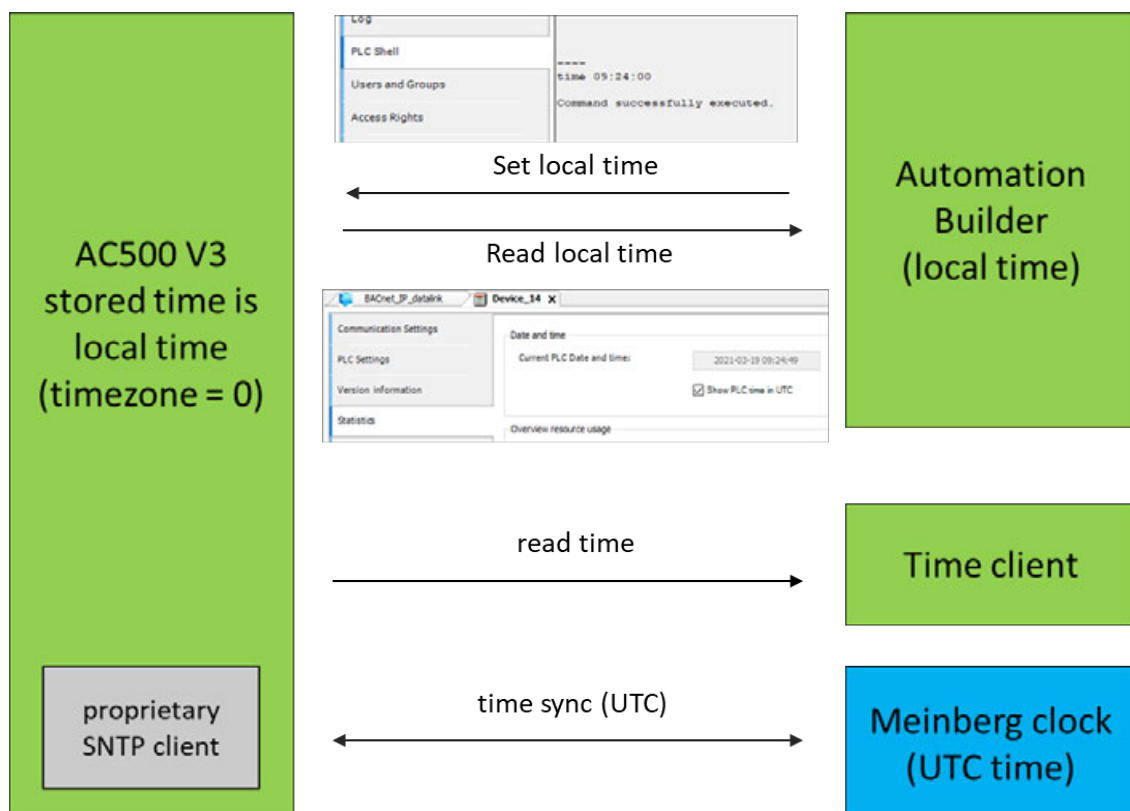 AC500 V3
stored time is
local time
(timezone = 0)
proprietary
SNTP client
Log
PLC Shell
Users and Groups
Access Rights
----
time 09:24:00
Command successfully executed.
Set local time
Read local time
BACnet_IP_datalink
Device_14 X
Communication Settings
PLC Settings
Version information
Statistics
Date and time
Current PLC Date and time:
2021-03-19 09:24:49
Show PLC time in UTC
Overview resource usage
read time
time sync (UTC)
Automation
Builder
(local time)
Time client
Meinberg clock
(UTC time)